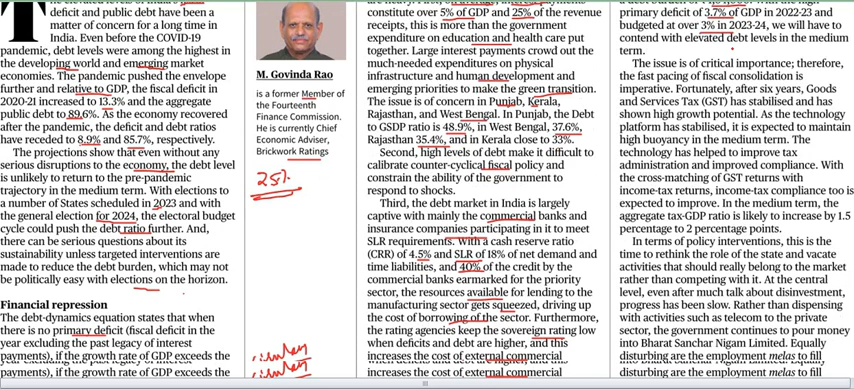 The elevated levels of India's fiscal
deficit and public debt have been a
matter of concern for a long time in
India. Even before the COVID-19
pandemic, debt levels were among the highest in
the developing world and emerging market
economies. The pandemic pushed the envelope
further and relative to GDP, the fiscal deficit in
2020-21 increased to 13.3% and the aggregate
public debt to 89.6%. As the economy recovered
after the pandemic, the deficit and debt ratios
have receded to 8.9% and 85.7%, respectively.
The projections show that even without any
serious disruptions to the economy, the debt level
is unlikely to return to the pre-pandemic
trajectory in the medium term. With elections to
a number of States scheduled in 2023 and with
the general election for 2024, the electoral budget
cycle could push the debt ratio further. And,
there can be serious questions about its
sustainability unless targeted interventions are
made to reduce the debt burden, which may not
be politically easy with elections on the horizon.
Financial repression
The debt-dynamics equation states that when
there is no primary deficit (fiscal deficit in the
year excluding the past legacy of interest
payments), if the growth rate of GDP exceeds the
payments), if the growth rate of GDP exceeds the
M. Govinda Rao
is a former Member of
the Fourteenth
Finance Commission.
He is currently Chief
Economic Adviser,
Brickwork Ratings
25%
constitute over 5% of GDP and 25% of the revenue
receipts, this is more than the government
expenditure on education and health care put
together. Large interest payments crowd out the
much-needed expenditures on physical
infrastructure and human development and
emerging priorities to make the green transition.
The issue is of concern in Punjab, Kerala,
Rajasthan, and West Bengal. In Punjab, the Debt
to GSDP ratio is 48.9%, in West Bengal, 37.6%,
Rajasthan 35.4%, and in Kerala close to 33%.
Second, high levels of debt make it difficult to
calibrate counter-cyclical fiscal policy and
constrain the ability of the government to
respond to shocks.
Third, the debt market in India is largely
captive with mainly the commercial banks and
insurance companies participating in it to meet
SLR requirements. With a cash reserve ratio
(CRR) of 4.5% and SLR of 18% of net demand and
time liabilities, and 40% of the credit by the
commercial banks earmarked for the priority
sector, the resources available for lending to the
manufacturing sector gets squeezed, driving up
the cost of borrowing of the sector. Furthermore,
the rating agencies keep the sovereign rating low
when deficits and debt are higher, and this
increases the cost of external commercial
increases the cost of external commercial
primary deficit of 3.7% of GDP in 2022-23 and
budgeted at over 3% in 2023-24, we will have to
contend with elevated debt levels in the medium
term.
The issue is of critical importance; therefore,
the fast pacing of fiscal consolidation is
imperative. Fortunately, after six years, Goods
and Services Tax (GST) has stabilised and has
shown high growth potential. As the technology
platform has stabilised, it is expected to maintain
high buoyancy in the medium term. The
technology has helped to improve tax
administration and improved compliance. With
the cross-matching of GST returns with
income-tax returns, income-tax compliance too is
expected to improve. In the medium term, the
aggregate tax-GDP ratio is likely to increase by 1.5
percentage to 2 percentage points.
In terms of policy interventions, this is the
time to rethink the role of the state and vacate
activities that should really belong to the market
rather than competing with it. At the central
level, even after much talk about disinvestment,
progress has been slow. Rather than dispensing
with activities such as telecom to the private
sector, the government continues to pour money
into Bharat Sanchar Nigam Limited. Equally
disturbing are the employment melas to fill
disturbing are the employment melas to fill